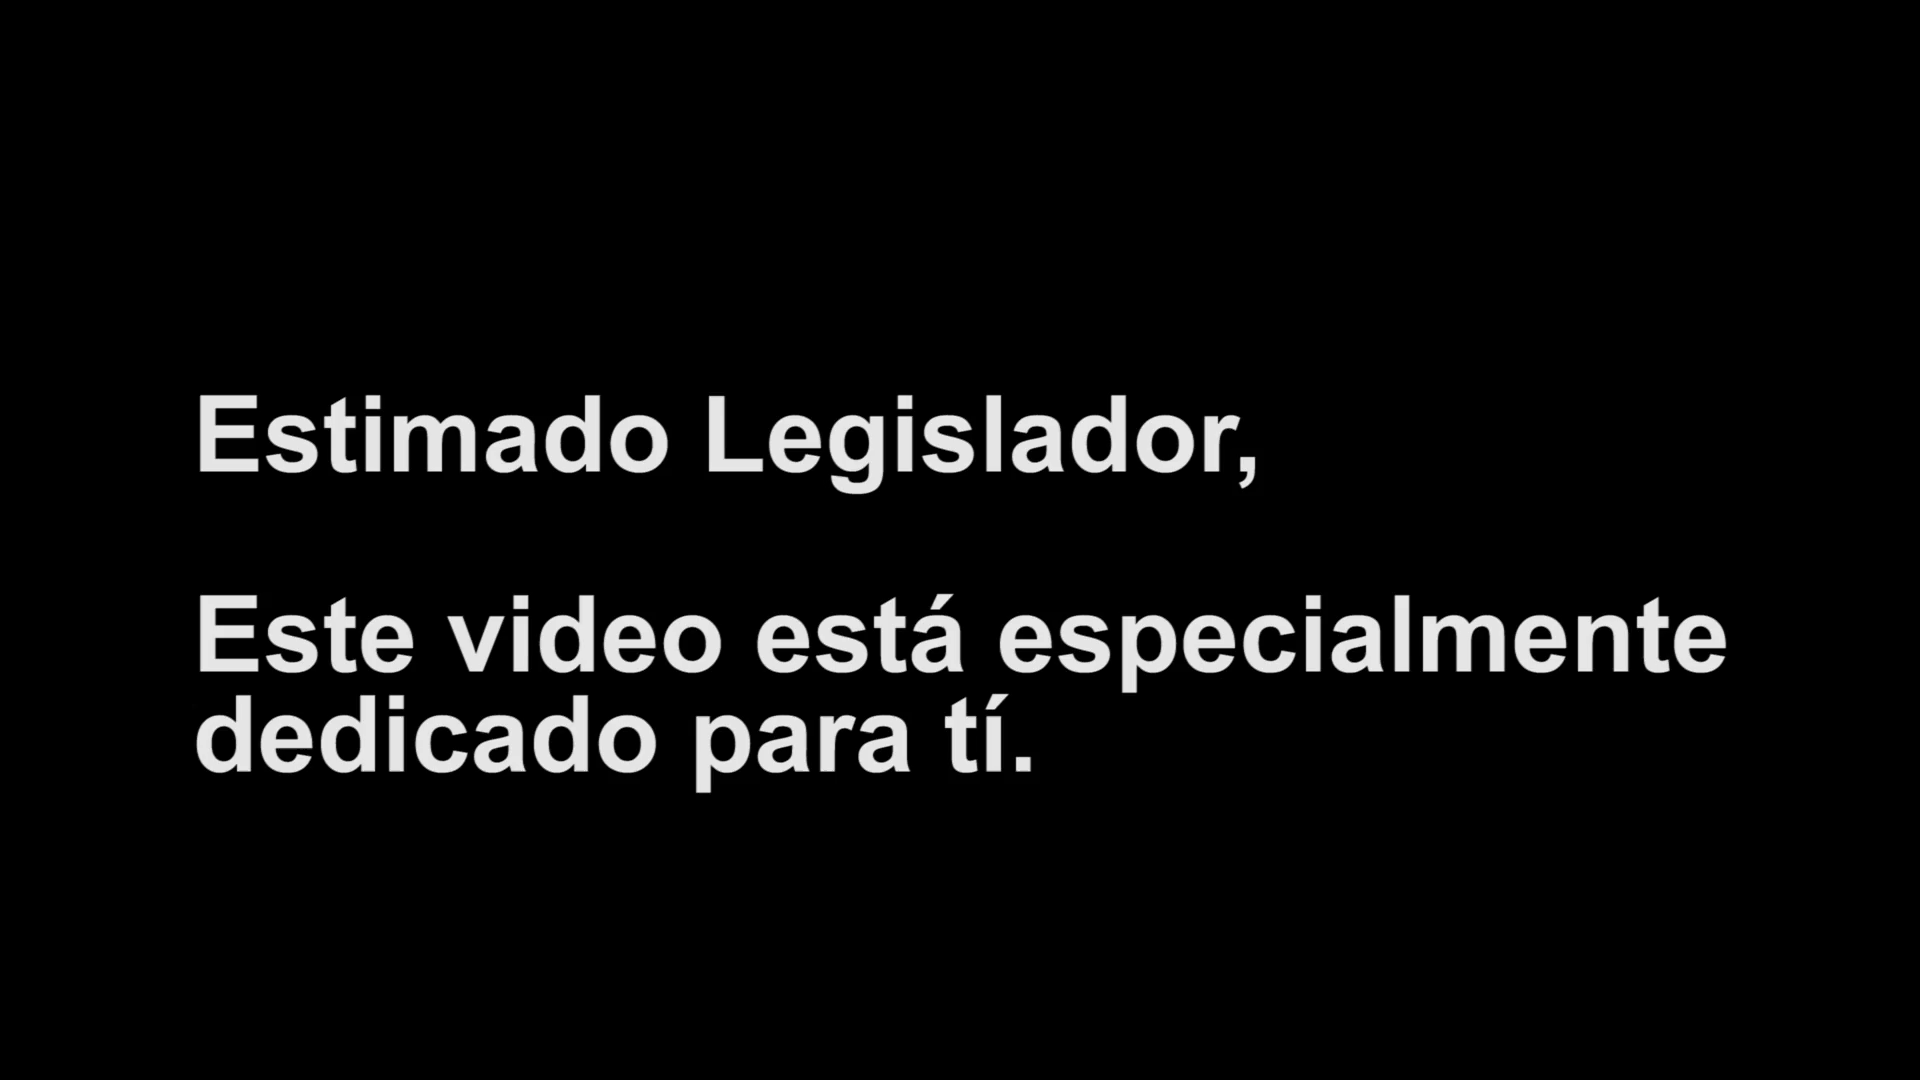 Estimado Legislador,
Este video está especialmente
dedicado para tí.